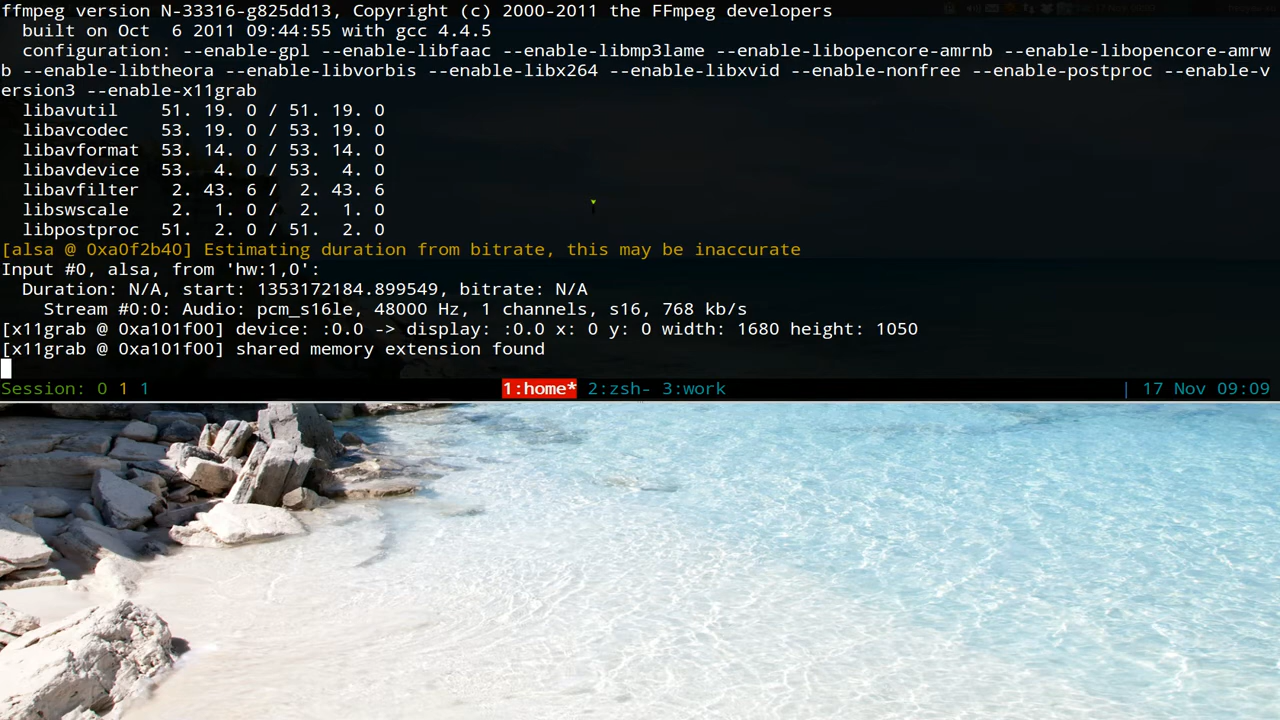 ffmpeg version N-33316-g825dd13, Copyright (c) 2000-2011 the FFmpeg developers
  built on Oct  6 2011 09:44:55 with gcc 4.4.5
  configuration: --enable-gpl --enable-libfaac --enable-libmp3lame --enable-libopencore-amrnb --enable-libopencore-amrw
b --enable-libtheora --enable-libvorbis --enable-libx264 --enable-libxvid --enable-nonfree --enable-postproc --enable-v
ersion3 --enable-x11grab
  libavutil    51. 19. 0 / 51. 19. 0
  libavcodec   53. 19. 0 / 53. 19. 0
  libavformat  53. 14. 0 / 53. 14. 0
  libavdevice  53.  4. 0 / 53.  4. 0
  libavfilter   2. 43. 6 /  2. 43. 6
  libswscale    2.  1. 0 /  2.  1. 0
  libpostproc  51.  2. 0 / 51.  2. 0
[alsa @ 0xa0f2b40] Estimating duration from bitrate, this may be inaccurate
Input #0, alsa, from 'hw:1,0':
  Duration: N/A, start: 1353172184.899549, bitrate: N/A
    Stream #0:0: Audio: pcm_s16le, 48000 Hz, 1 channels, s16, 768 kb/s
[x11grab @ 0xa101f00] device: :0.0 -> display: :0.0 x: 0 y: 0 width: 1680 height: 1050
[x11grab @ 0xa101f00] shared memory extension found
Session: 0 1 1 1:home* 2:zsh- 3:work | 17 Nov 09:09